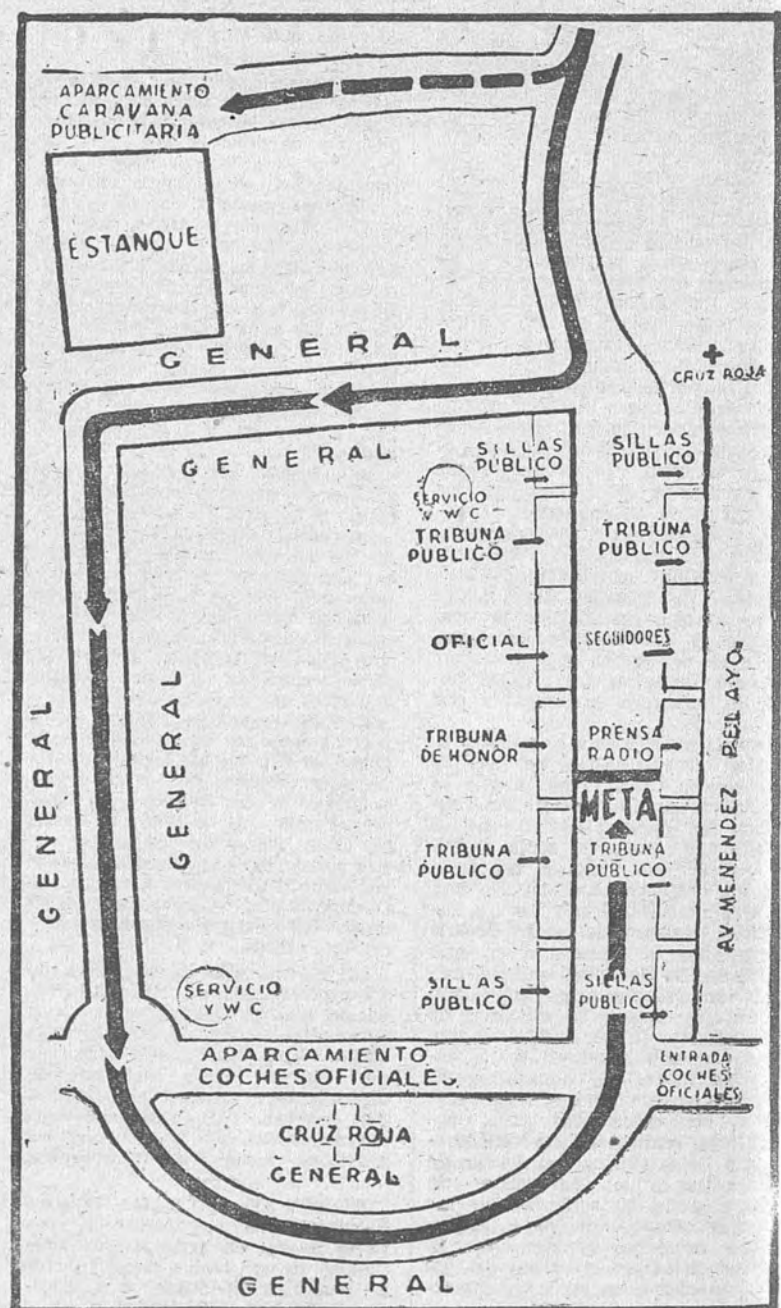 APARCAMIENTO
CARAVANA
PUBLICITARIA
ESTANQUE
GENERAL
CRUZ ROJA
GENERAL
SILLAS
PUBLICO
SILLAS
PUBLICO
SERVICIO
Y W C
TRIBUNA
PUBLICO
TRIBUNA
PUBLICO
OFICIAL
SEGUIDORES
GENERAL
GENERAL
TRIBUNA
DE HONOR
PRENSA
RADIO
AV. MENENDEZ PELAYO
META
TRIBUNA
PUBLICO
TRIBUNA
PUBLICO
SERVICIO
Y W C
SILLAS
PUBLICO
SILLAS
PUBLICO
APARCAMIENTO
COCHES OFICIALES
ENTRADA
COCHES
OFICIALES
CRUZ ROJA
GENERAL
GENERAL